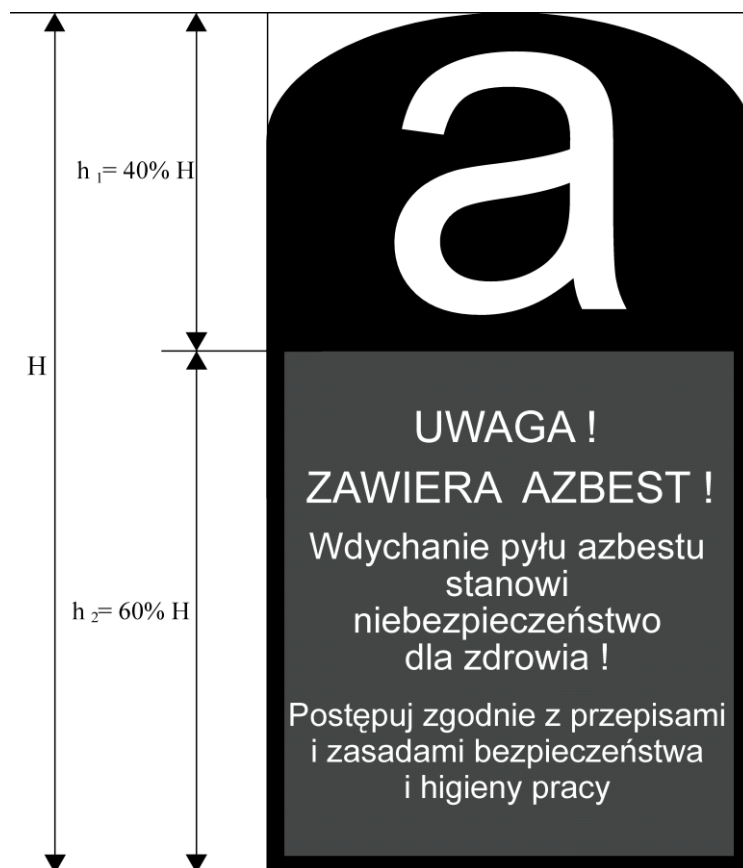 a
h 1= 40% H
H
UWAGA !
ZAWIERA AZBEST !
Wdychanie pyłu azbestu
stanowi
niebezpieczeństwo
dla zdrowia !
h 2= 60% H
Postępuj zgodnie z przepisami
i zasadami bezpieczeństwa
i higieny pracy